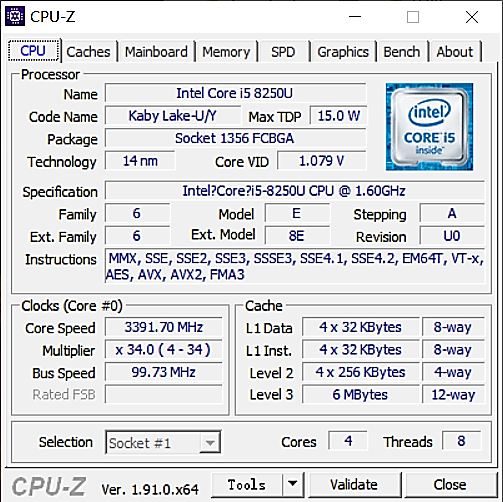 CPU-Z
CPU Caches Mainboard Memory SPD Graphics Bench About
Processor
Name Intel Core i5 8250U
Code Name Kaby Lake-U/Y Max TDP 15.0 W
Package Socket 1356 FCBGA
Technology 14 nm Core VID 1.079 V
(intel)
CORE i5
inside™
Specification Intel?Core?i5-8250U CPU @ 1.60GHz
Family 6 Model E Stepping A
Ext. Family 6 Ext. Model 8E Revision U0
Instructions MMX, SSE, SSE2, SSE3, SSSE3, SSE4.1, SSE4.2, EM64T, VT-x,
AES, AVX, AVX2, FMA3
Clocks (Core #0)
Core Speed 3391.70 MHz
Multiplier x 34.0 ( 4 - 34 )
Bus Speed 99.73 MHz
Rated FSB
Cache
L1 Data 4 x 32 KBytes 8-way
L1 Inst. 4 x 32 KBytes 8-way
Level 2 4 x 256 KBytes 4-way
Level 3 6 MBytes 12-way
Selection Socket #1 Cores 4 Threads 8
CPU-Z Ver. 1.91.0.x64 Tools Validate Close